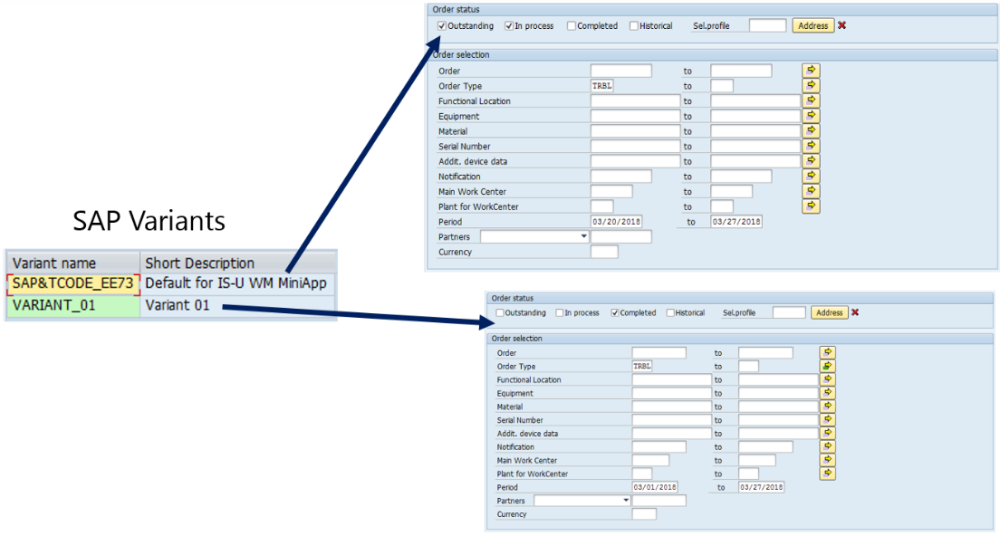 Order status
Outstanding In process Completed Historical Sel.profile Address
Order selection
Order to
Order Type TRBL to
Functional Location to
Equipment to
Material to
Serial Number to
Addit. device data to
Notification to
Main Work Center to
Plant for WorkCenter to
Period 03/20/2018 to 03/27/2018
Partners
Currency
SAP Variants
Variant name Short Description
SAP&TCODE_EE73 Default for IS-U WM MiniApp
VARIANT_01 Variant 01
Order status
Outstanding In process Completed Historical Sel.profile Address
Order selection
Order to
Order Type TRBL to
Functional Location to
Equipment to
Material to
Serial Number to
Addit. device data to
Notification to
Main Work Center to
Plant for WorkCenter to
Period 03/01/2018 to 03/27/2018
Partners
Currency